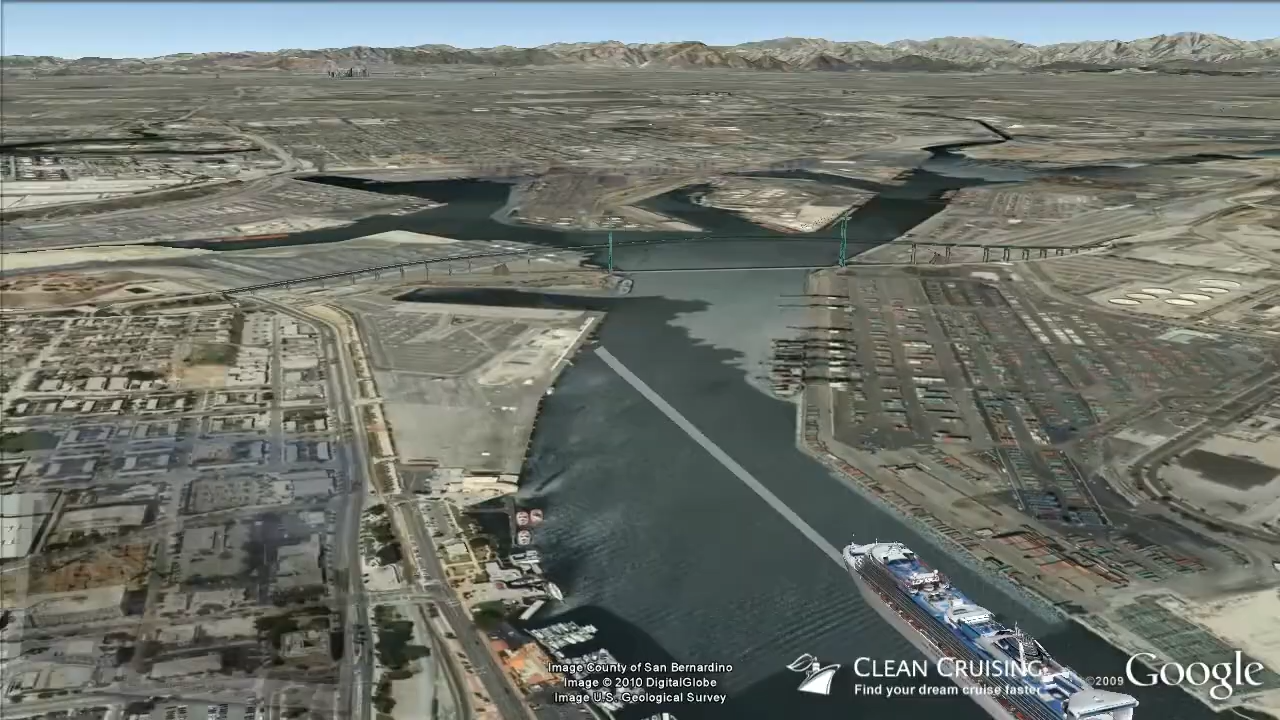 Image County of San Bernardino
Image © 2010 DigitalGlobe
Image U.S. Geological Survey
CLEAN CRUISING
Find your dream cruise faster
©2009 Google